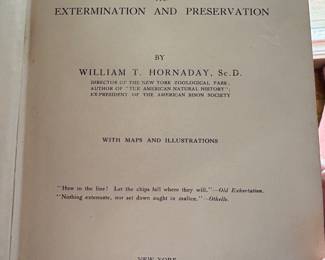 EXTERMINATION AND PRESERVATION
BY
WILLIAM T. HORNADAY, Sc.D.
DIRECTOR OF THE NEW YORK ZOOLOGICAL PARK;
AUTHOR OF "THE AMERICAN NATURAL HISTORY";
EX-PRESIDENT OF THE AMERICAN BISON SOCIETY
WITH MAPS AND ILLUSTRATIONS
"Hew to the line! Let the chips fall where they will."—Old Exhortation.
"Nothing extenuate, nor set down aught in malice."—Othello.
NEW YORK